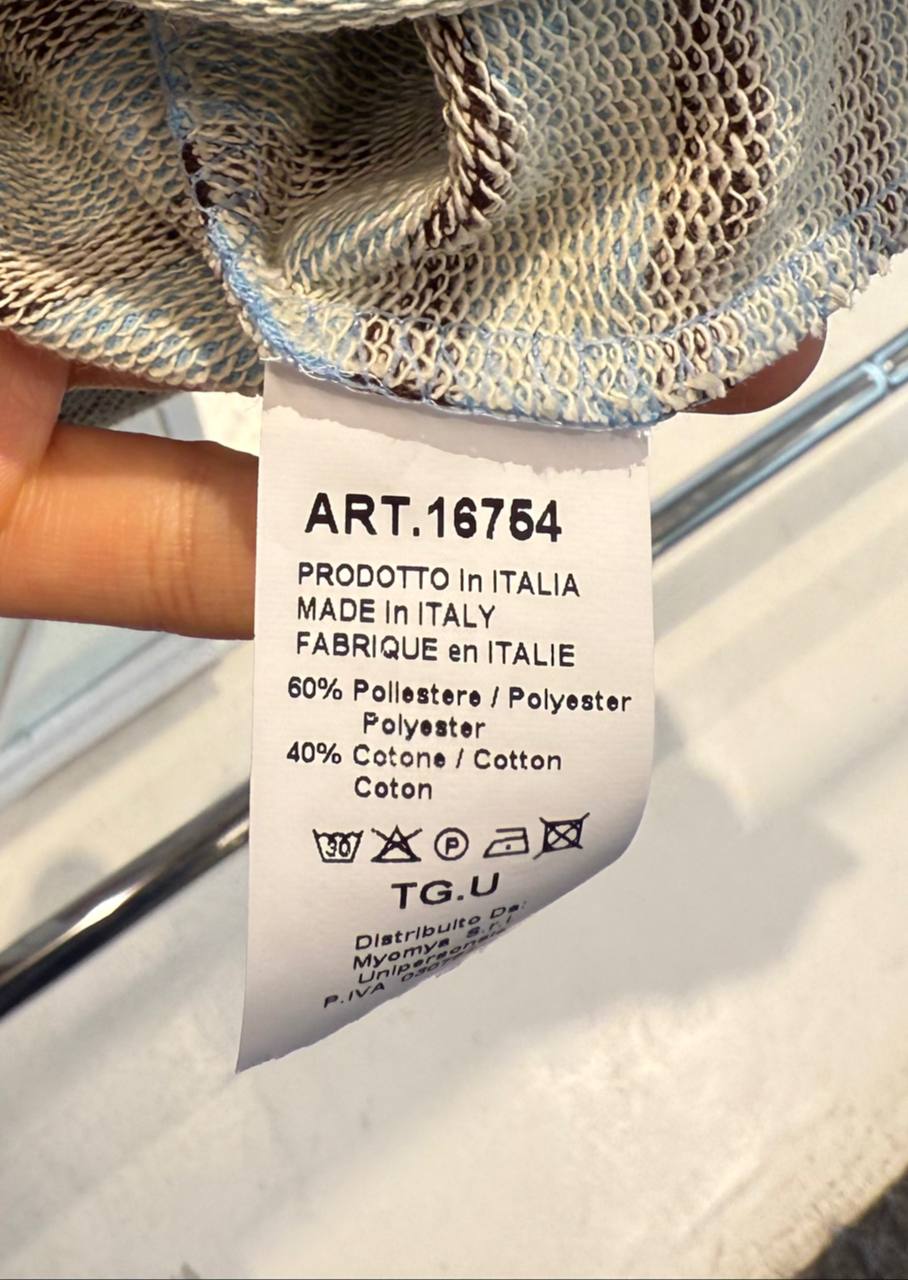 ART.16754
PRODOTTO in ITALIA
MADE in ITALY
FABRIQUE en ITALIE
60% Poliestere / Polyester
Polyester
40% Cotone / Cotton
Coton
30 P
TG.U
Distribuito Da:
Myomya S.r.l
Unipersonale
P.IVA